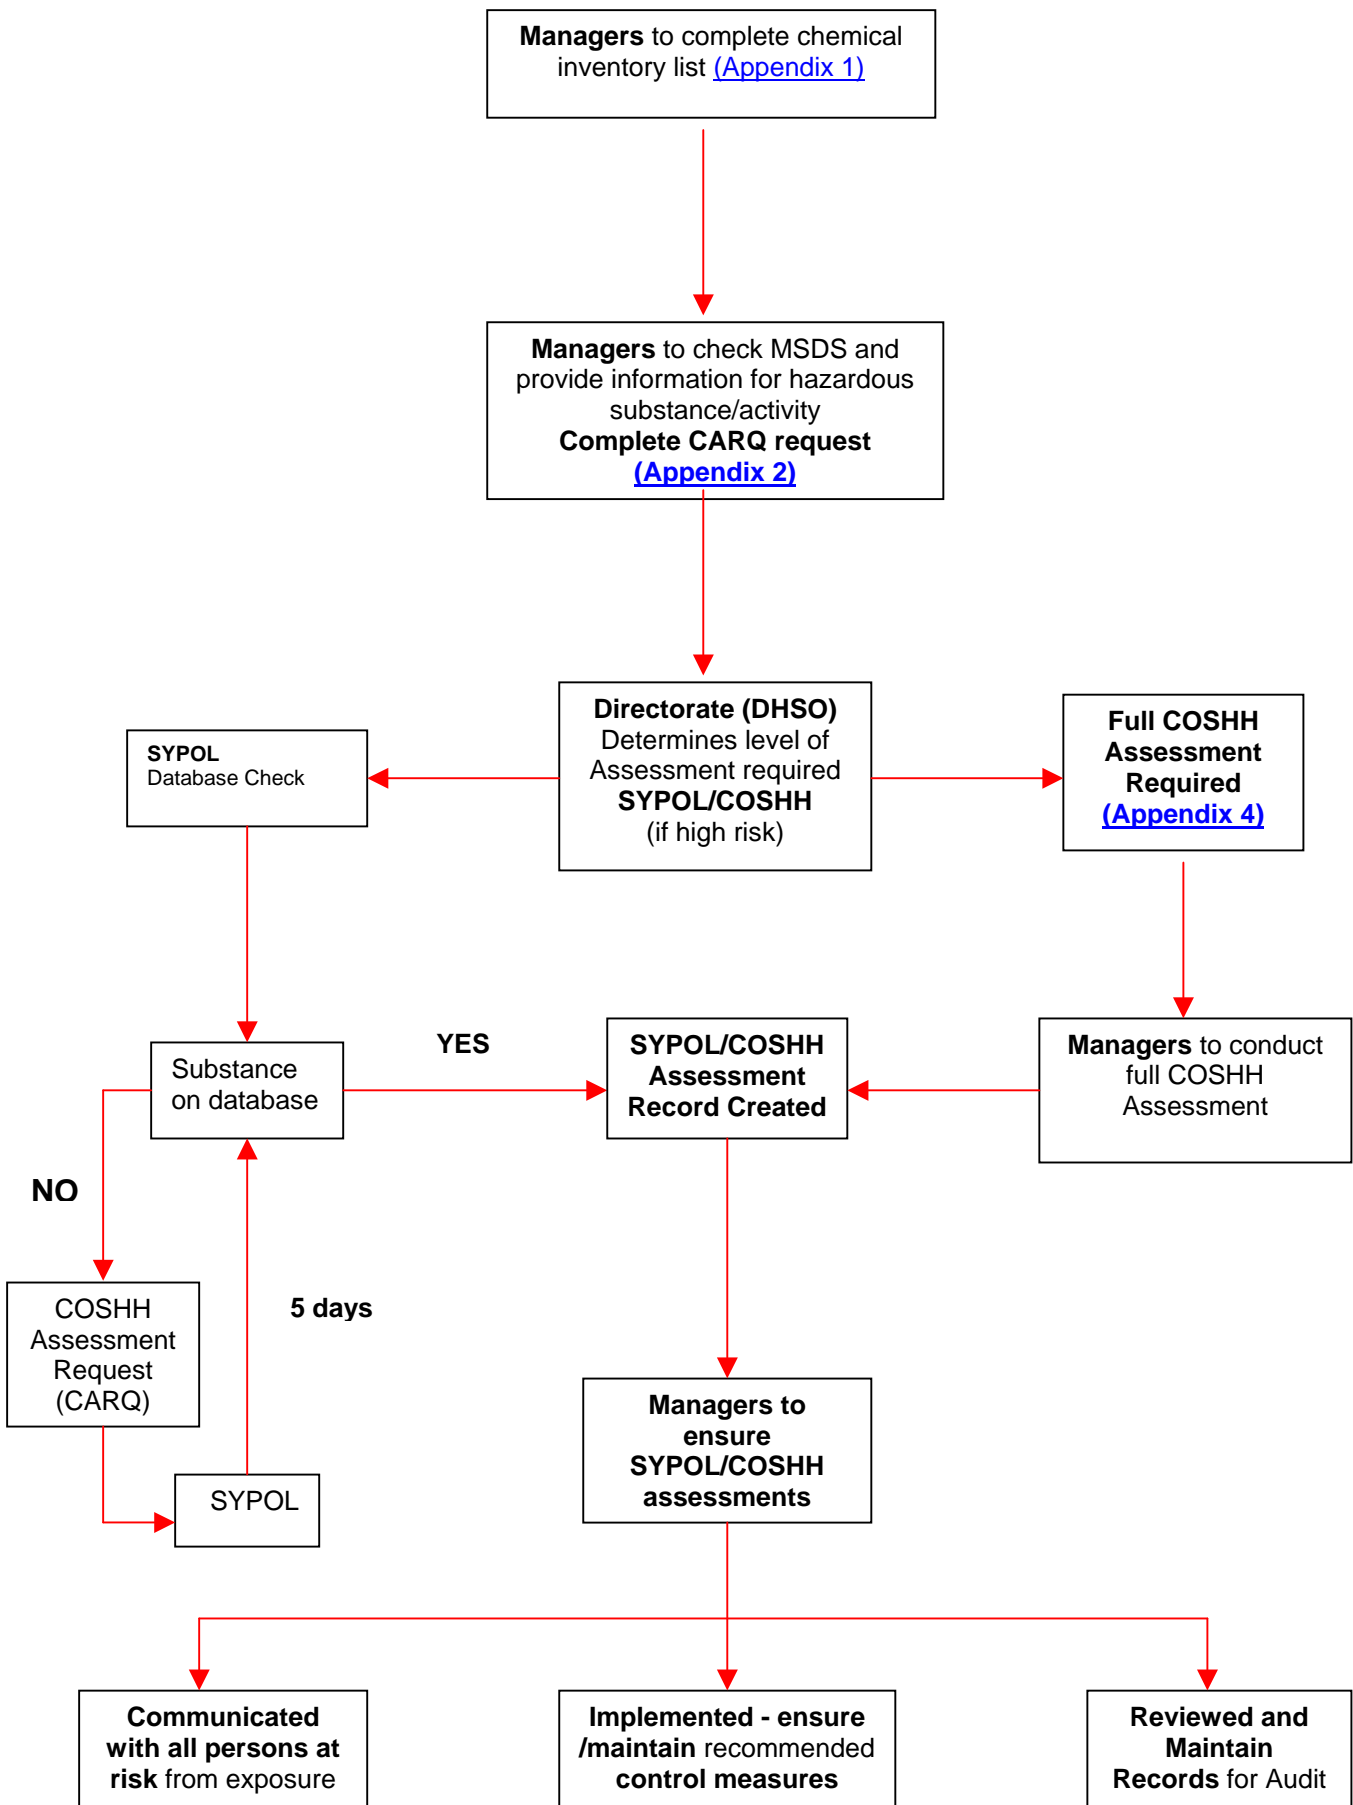 Managers to complete chemical
inventory list (Appendix 1)
Managers to check MSDS and
provide information for hazardous
substance/activity
Complete CARQ request
(Appendix 2)
SYPOL
Database Check
Directorate (DHSO)
Determines level of
Assessment required
SYPOL/COSHH
(if high risk)
Full COSHH
Assessment
Required
(Appendix 4)
Substance
on database
YES
SYPOL/COSHH
Assessment
Record Created
Managers to conduct
full COSHH
Assessment
NO
COSHH
Assessment
Request
(CARQ)
5 days
SYPOL
Managers to
ensure
SYPOL/COSHH
assessments
Communicated
with all persons at
risk from exposure
Implemented - ensure
/maintain recommended
control measures
Reviewed and
Maintain
Records for Audit